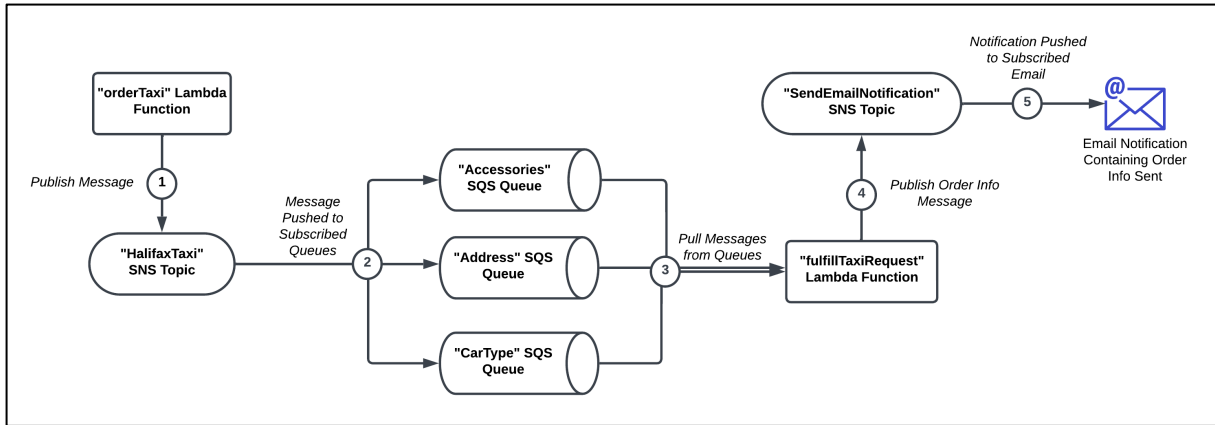 "orderTaxi" Lambda
Function
Publish Message
1
"HalifaxTaxi"
SNS Topic
Message
Pushed to
Subscribed
Queues
2
"Accessories"
SQS Queue
"Address" SQS
Queue
"CarType" SQS
Queue
Pull Messages
from Queues
3
"fulfillTaxiRequest"
Lambda Function
4
Publish Order Info
Message
"SendEmailNotification"
SNS Topic
Notification Pushed
to Subscribed
Email
5
@
Email Notification
Containing Order
Info Sent